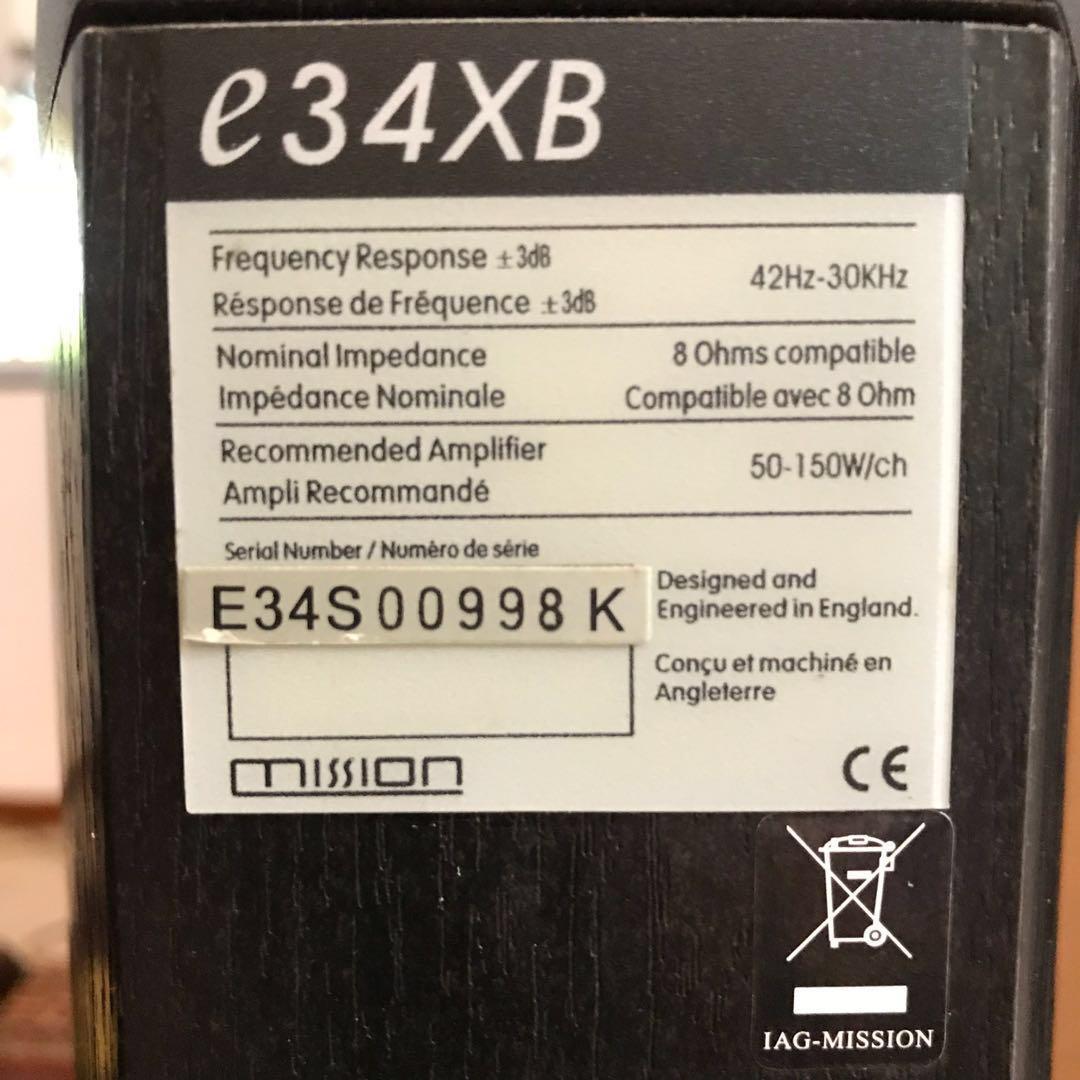 e34XB
Frequency Response ±3dB
42Hz-30KHz
Résponse de Fréquence ±3dB
Nominal Impedance 8 Ohms compatible
Impédance Nominale Compatible avec 8 Ohm
Recommended Amplifier
50-150W/ch
Ampli Recommandé
Serial Number / Numèro de série
E34S00998 K
Designed and
Engineered in England.
Conçu et machiné en
Angleterre
mission
CE
IAG-MISSION